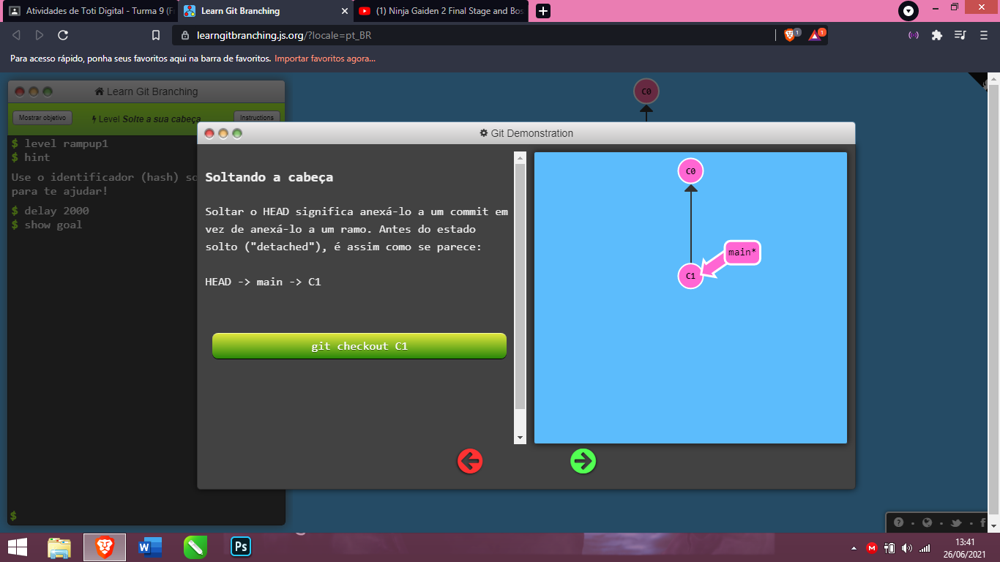 Atividades de Toti Digital - Turma 9 (F
Learn Git Branching
(1) Ninja Gaiden 2 Final Stage and Bos
learngitbranching.js.org/?locale=pt_BR
1
1
Para acesso rápido, ponha seus favoritos aqui na barra de favoritos. Importar favoritos agora...
Learn Git Branching
Mostrar objetivo
Level Solte a sua cabeça
Instructions
$ level rampup1
$ hint
Use o identificador (hash) so
para te ajudar!
$ delay 2000
$ show goal
$
C0
Git Demonstration
Soltando a cabeça
Soltar o HEAD significa anexá-lo a um commit em
vez de anexá-lo a um ramo. Antes do estado
solto ("detached"), é assim como se parece:
HEAD -> main -> C1
git checkout C1
C0
main*
C1
W
Ps
M
13:41
26/06/2021